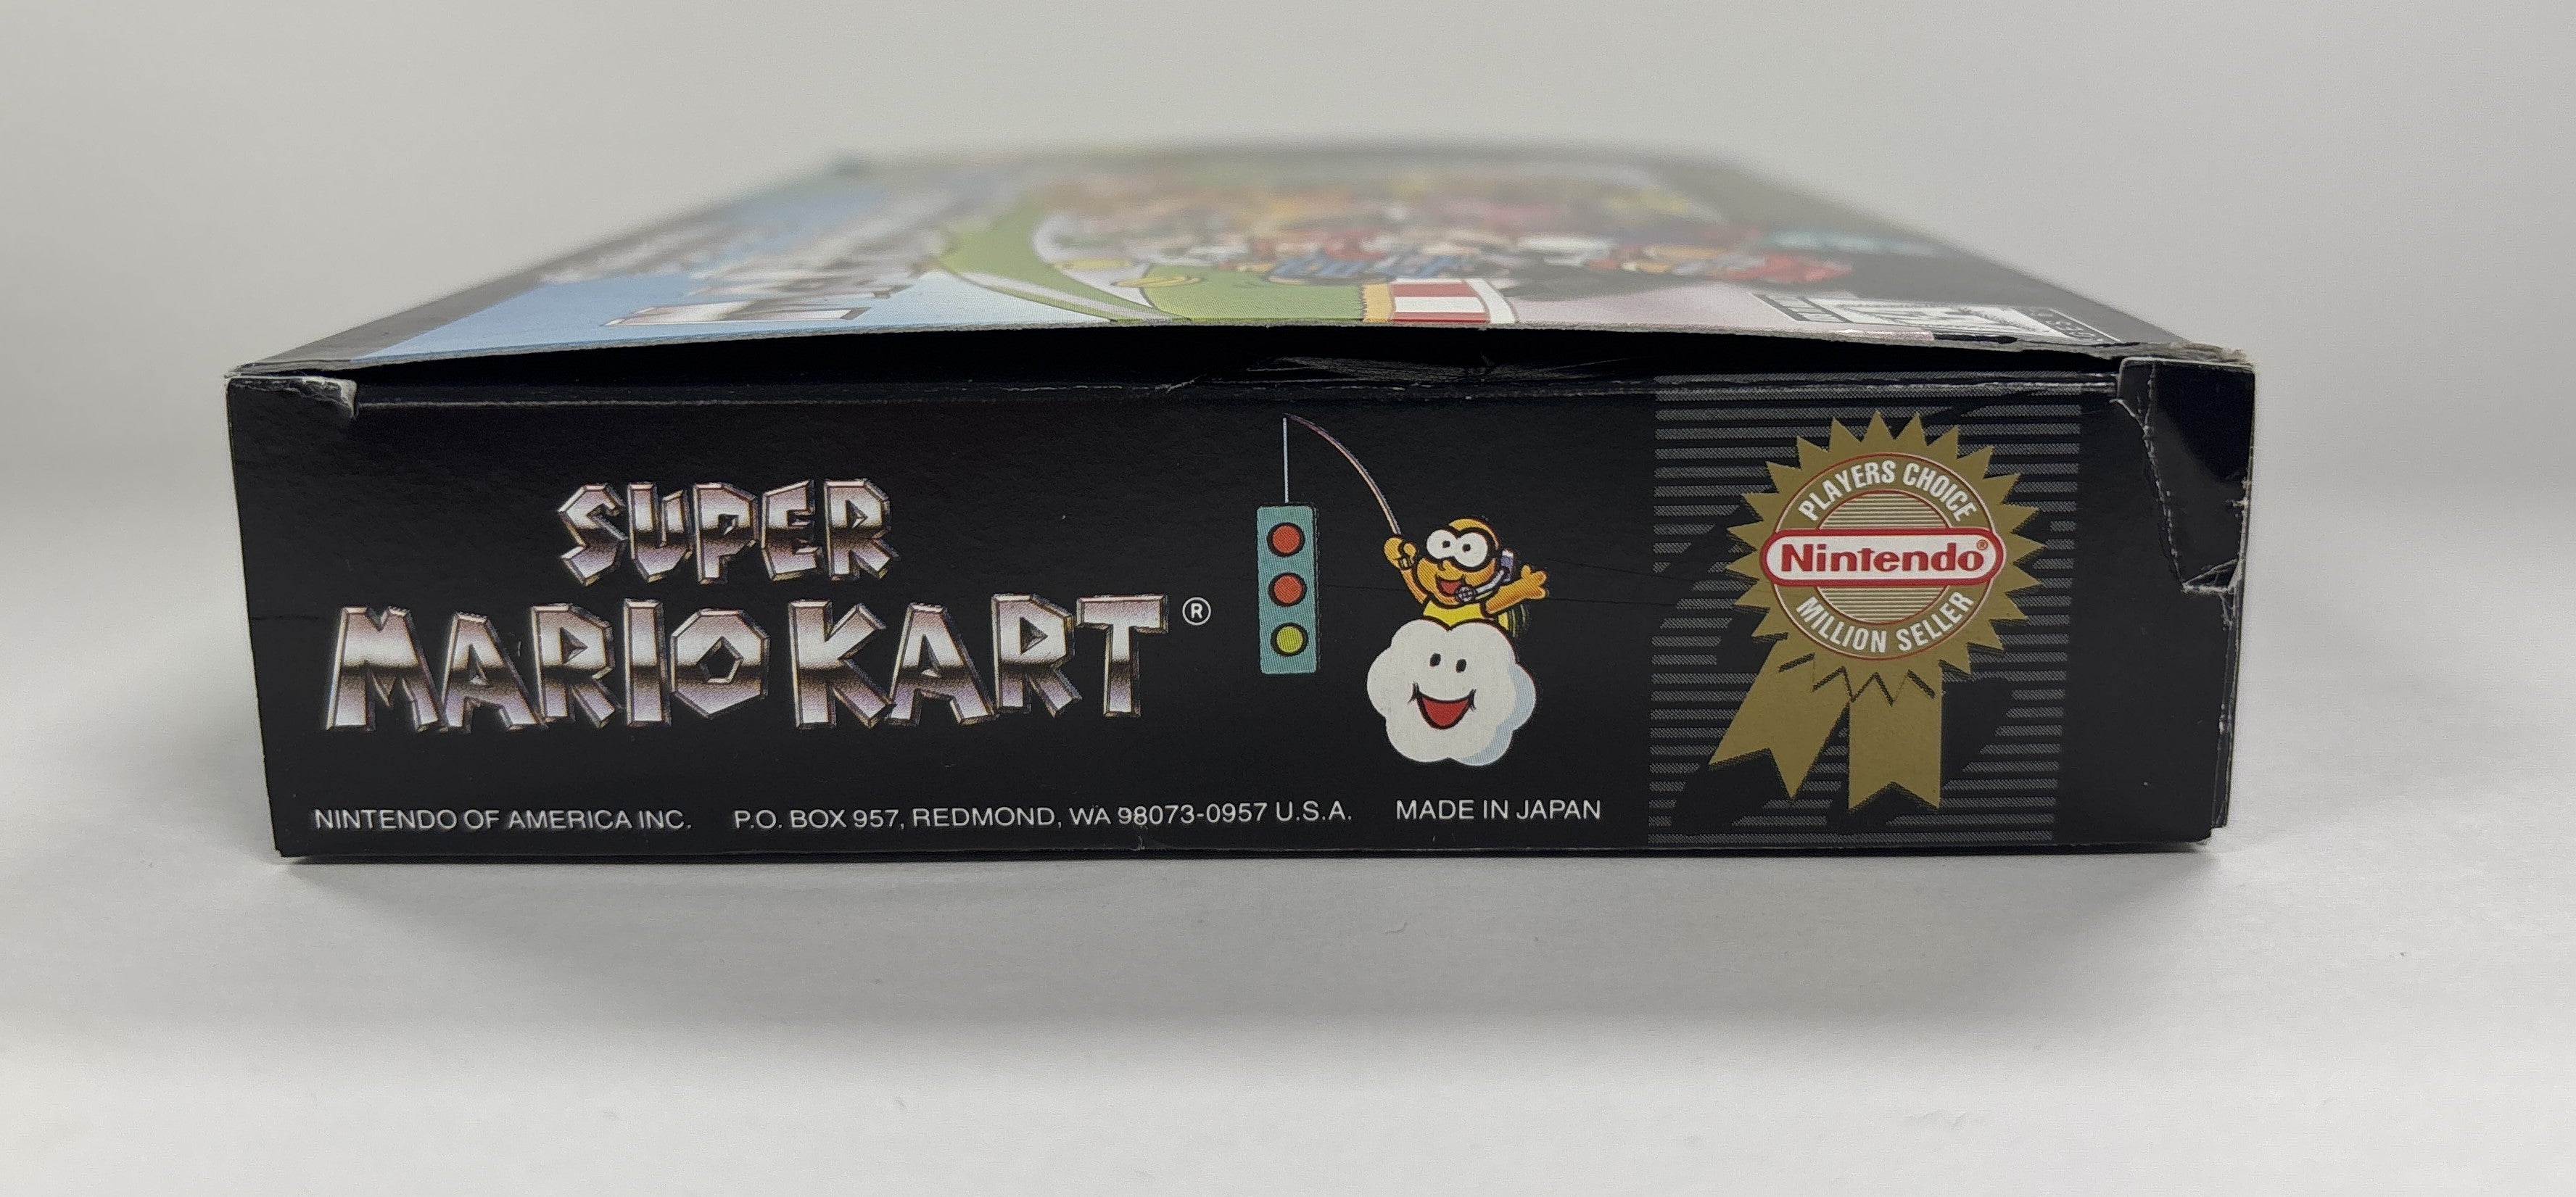 SUPER
MARIO KART®
NINTENDO OF AMERICA INC. P.O. BOX 957, REDMOND, WA 98073-0957 U.S.A. MADE IN JAPAN
PLAYERS CHOICE
Nintendo®
MILLION SELLER